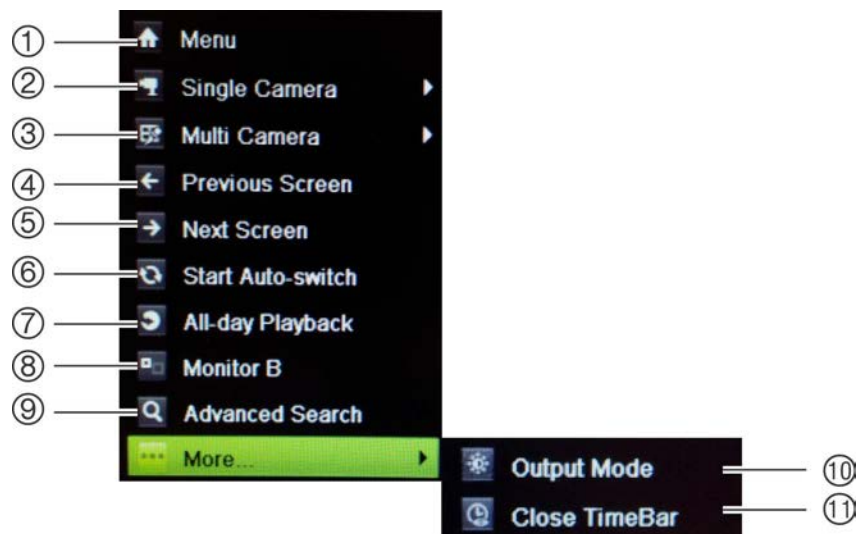 ① Menu
② Single Camera
③ Multi Camera
④ Previous Screen
⑤ Next Screen
⑥ Start Auto-switch
⑦ All-day Playback
⑧ Monitor B
⑨ Advanced Search
More...
Output Mode ⑩
Close TimeBar ⑪